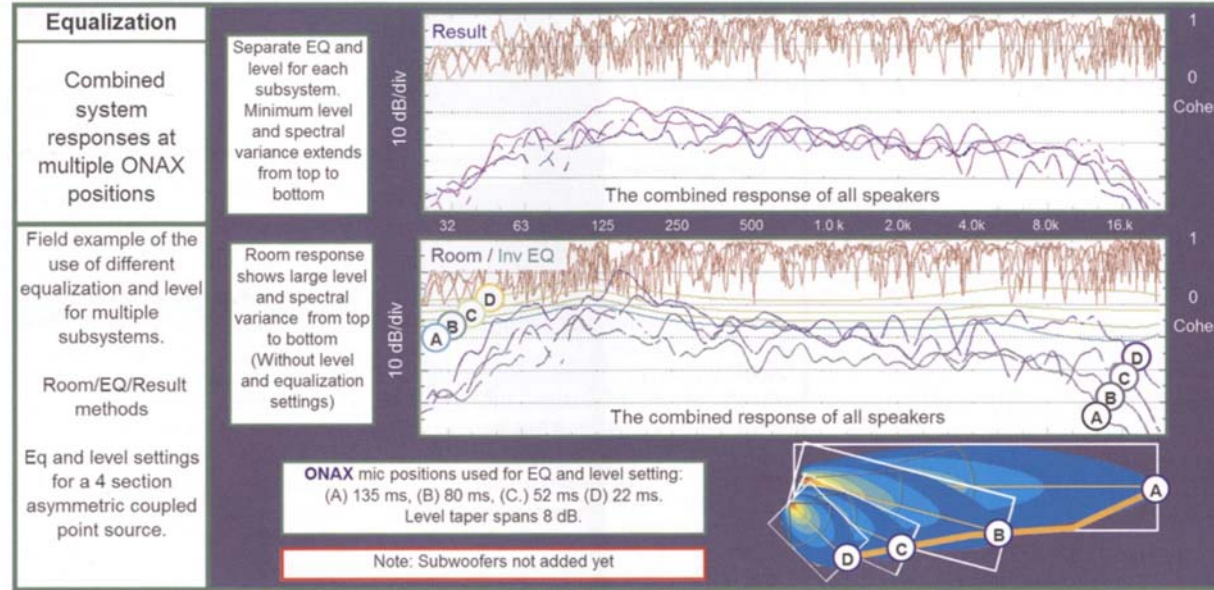 Equalization
Combined
system
responses at
multiple ONAX
positions
Field example of the
use of different
equalization and level
for multiple
subsystems.
Room/EQ/Result
methods
Eq and level settings
for a 4 section
asymmetric coupled
point source.
Separate EQ and
level for each
subsystem.
Minimum level
and spectral
variance extends
from top to
bottom
10 dB/div
Result
1
0
Cohe
The combined response of all speakers
32 63 125 250 500 1.0 k 2.0k 4.0k 8.0k 16.k
Room response
shows large level
and spectral
variance from top
to bottom
(Without level
and equalization
settings)
10 dB/div
Room / Inv EQ
1
0
Cohe
D
C
B
A
D
C
B
A
The combined response of all speakers
ONAX mic positions used for EQ and level setting:
(A) 135 ms, (B) 80 ms, (C.) 52 ms (D) 22 ms.
Level taper spans 8 dB.
Note: Subwoofers not added yet
A
B
C
D